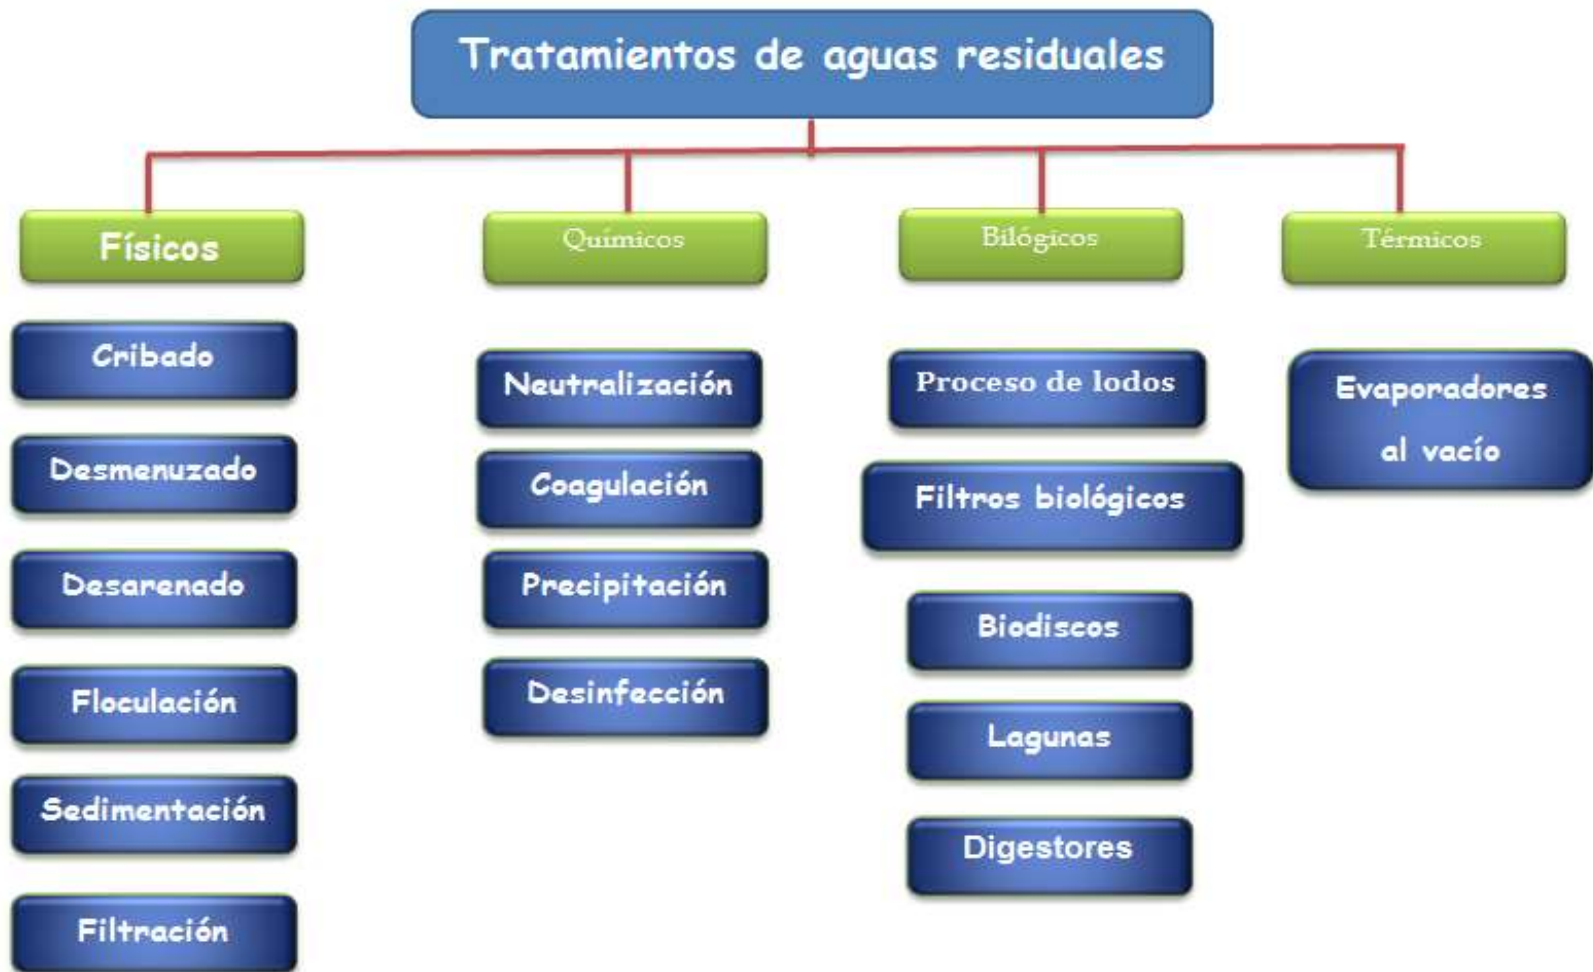 Tratamientos de aguas residuales
Físicos
Cribado
Desmenuzado
Desarenado
Floculación
Sedimentación
Filtración
Químicos
Neutralización
Coagulación
Precipitación
Desinfección
Bilógicos
Proceso de lodos
Filtros biológicos
Biodiscos
Lagunas
Digestores
Térmicos
Evaporadores
al vacío